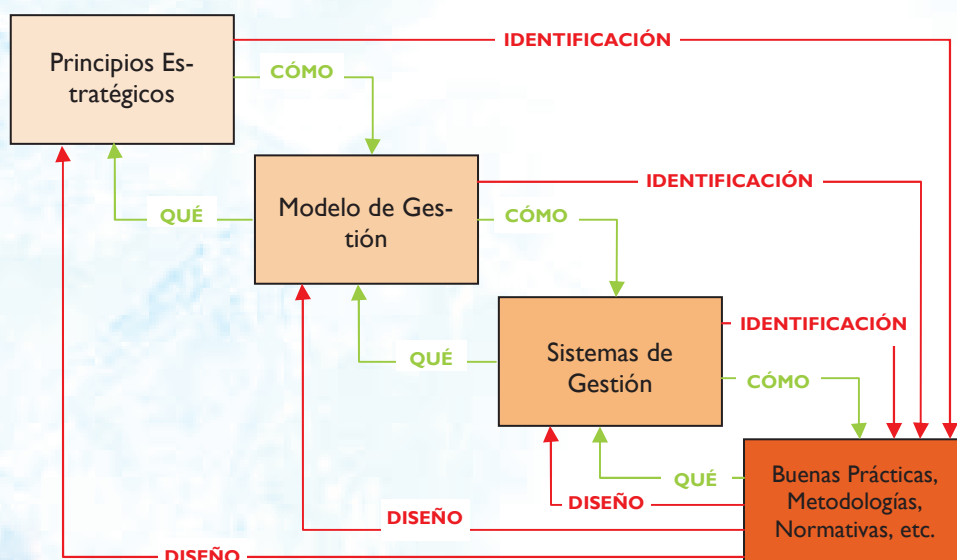 IDENTIFICACIÓN
Principios Es-
tratégicos
CÓMO
IDENTIFICACIÓN
QUÉ
Modelo de Ges-
tión
CÓMO
IDENTIFICACIÓN
QUÉ
Sistemas de
Gestión
CÓMO
QUÉ
Buenas Prácticas,
Metodologías,
Normativas, etc.
DISEÑO
DISEÑO
DISEÑO